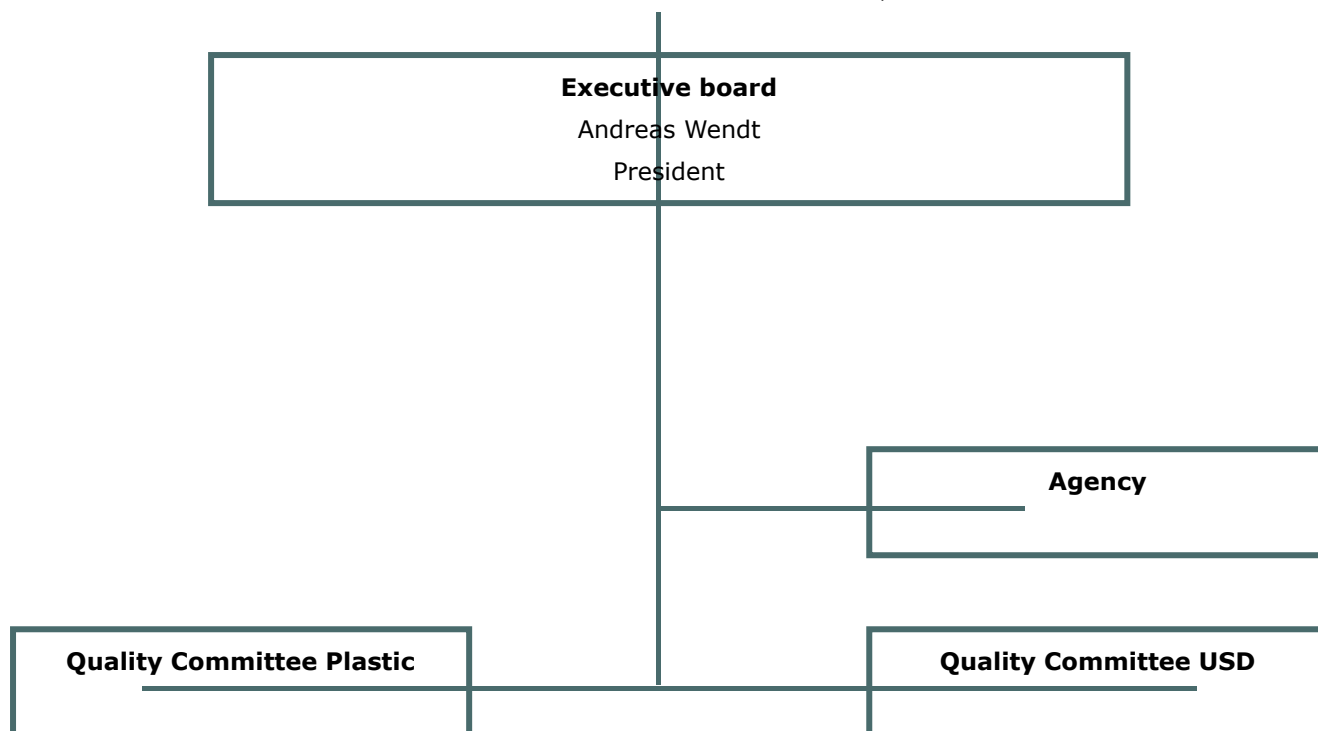 Executive board
Andreas Wendt
President
Agency
Quality Committee Plastic
Quality Committee USD